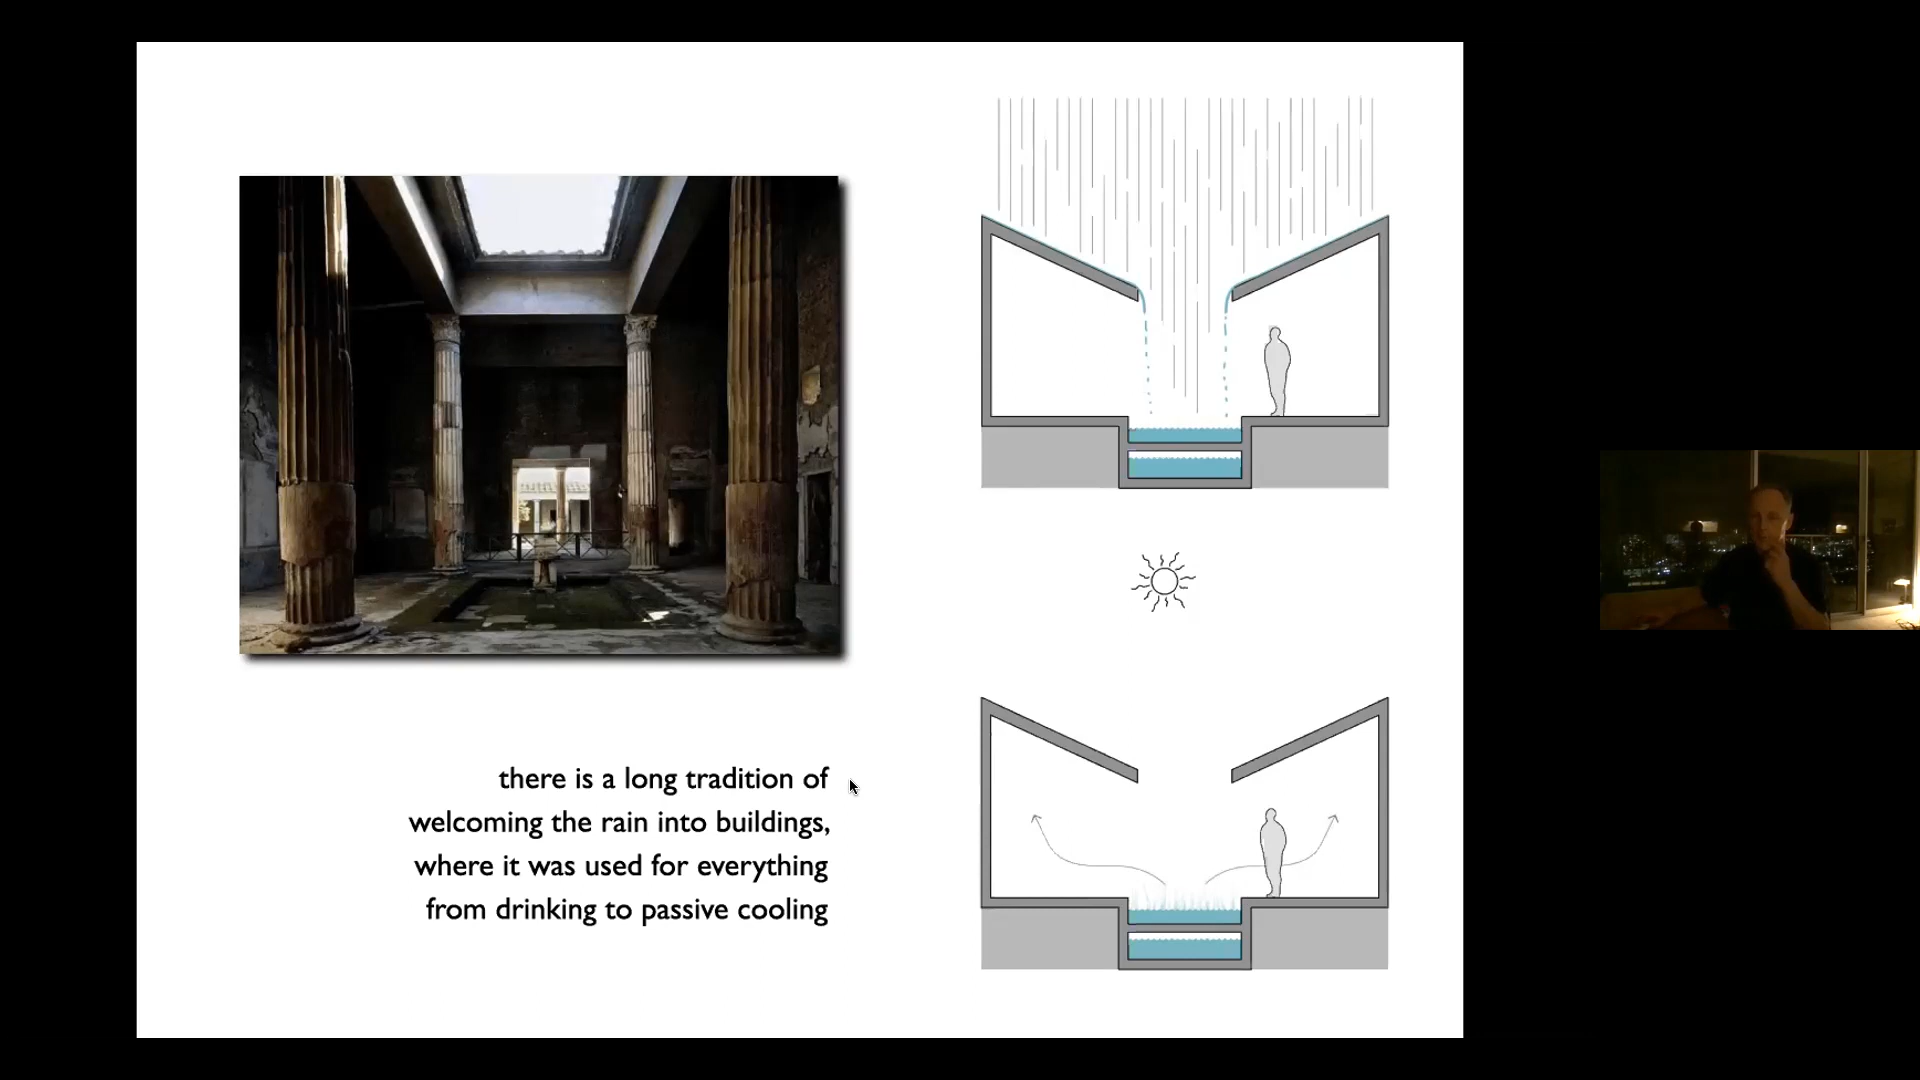 there is a long tradition of
welcoming the rain into buildings,
where it was used for everything
from drinking to passive cooling